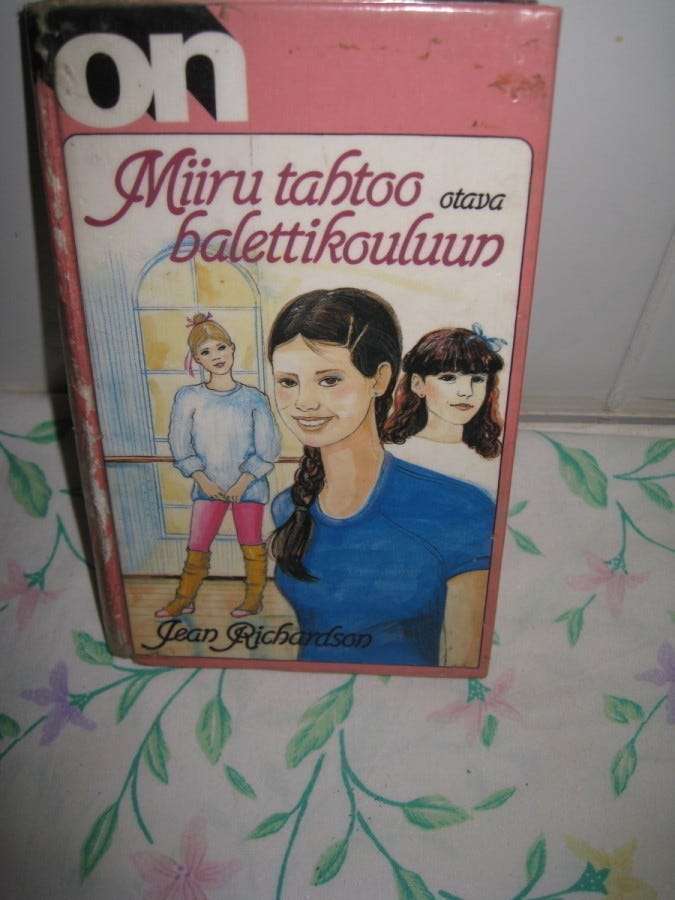 on
Miiru tahtoo
otava
balettikouluun
Jean Richardson